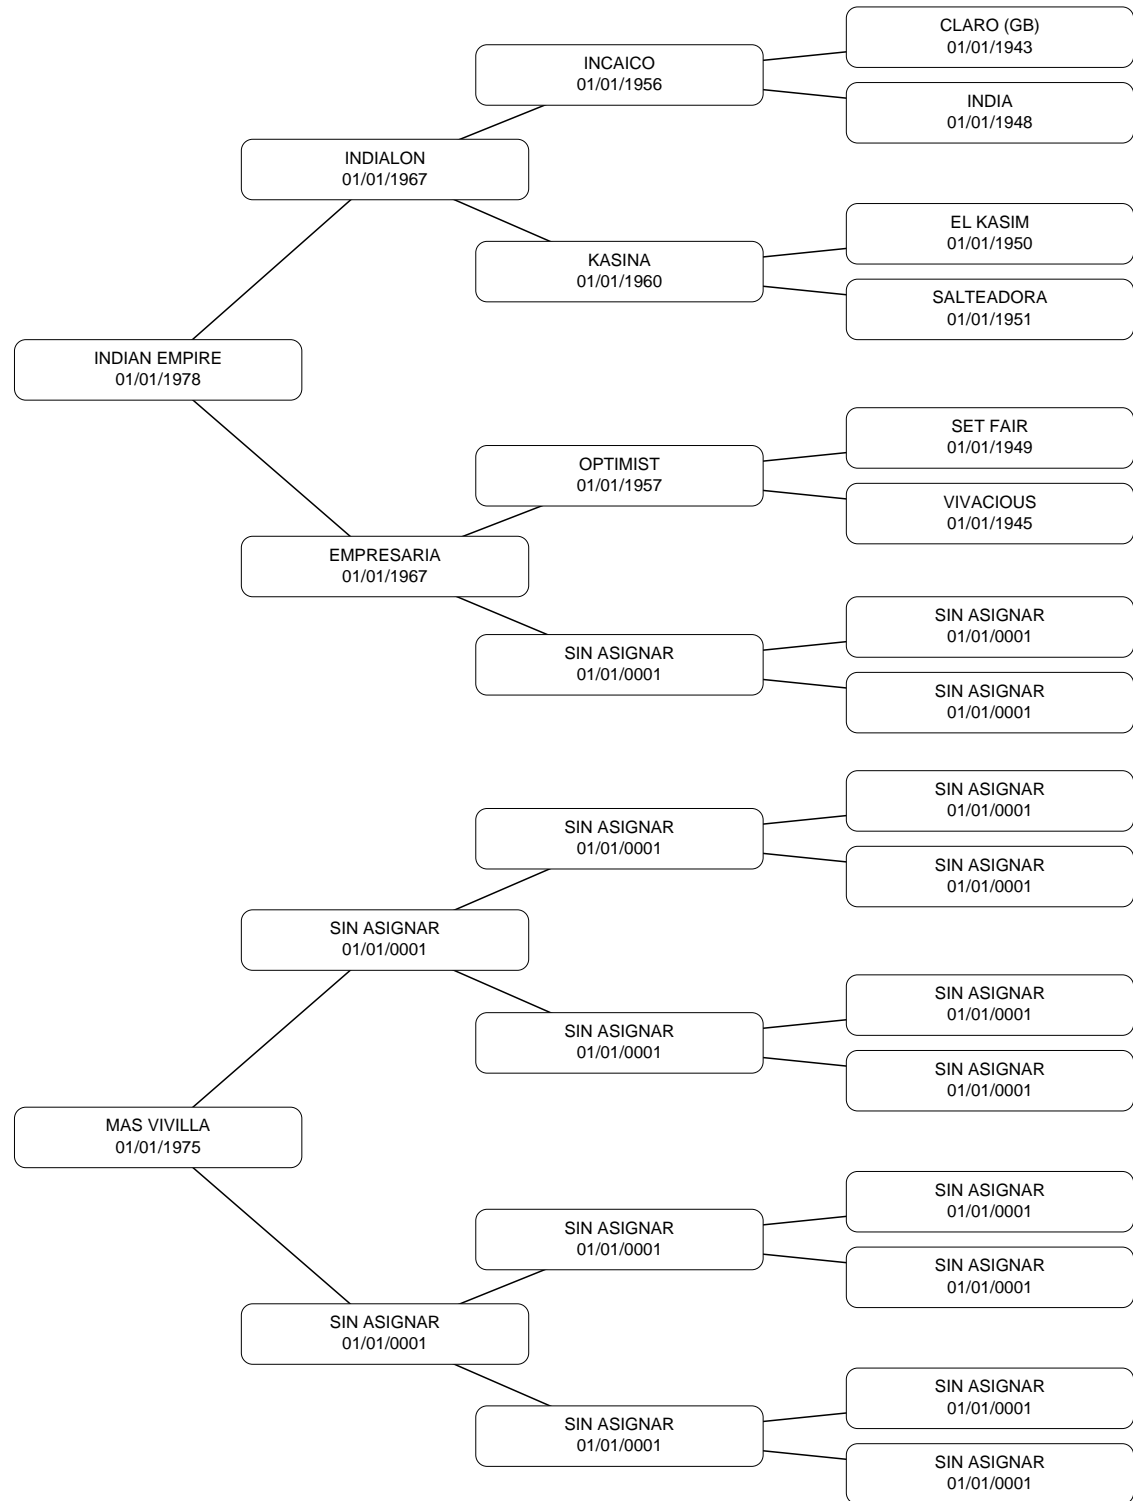 CLARO (GB)
01/01/1943
INCAICO
01/01/1956
INDIA
01/01/1948
INDIALON
01/01/1967
EL KASIM
01/01/1950
KASINA
01/01/1960
SALTEADORA
01/01/1951
INDIAN EMPIRE
01/01/1978
SET FAIR
01/01/1949
OPTIMIST
01/01/1957
VIVACIOUS
01/01/1945
EMPRESARIA
01/01/1967
SIN ASIGNAR
01/01/0001
SIN ASIGNAR
01/01/0001
SIN ASIGNAR
01/01/0001
SIN ASIGNAR
01/01/0001
SIN ASIGNAR
01/01/0001
SIN ASIGNAR
01/01/0001
SIN ASIGNAR
01/01/0001
SIN ASIGNAR
01/01/0001
SIN ASIGNAR
01/01/0001
SIN ASIGNAR
01/01/0001
MAS VIVILLA
01/01/1975
SIN ASIGNAR
01/01/0001
SIN ASIGNAR
01/01/0001
SIN ASIGNAR
01/01/0001
SIN ASIGNAR
01/01/0001
SIN ASIGNAR
01/01/0001
SIN ASIGNAR
01/01/0001
SIN ASIGNAR
01/01/0001